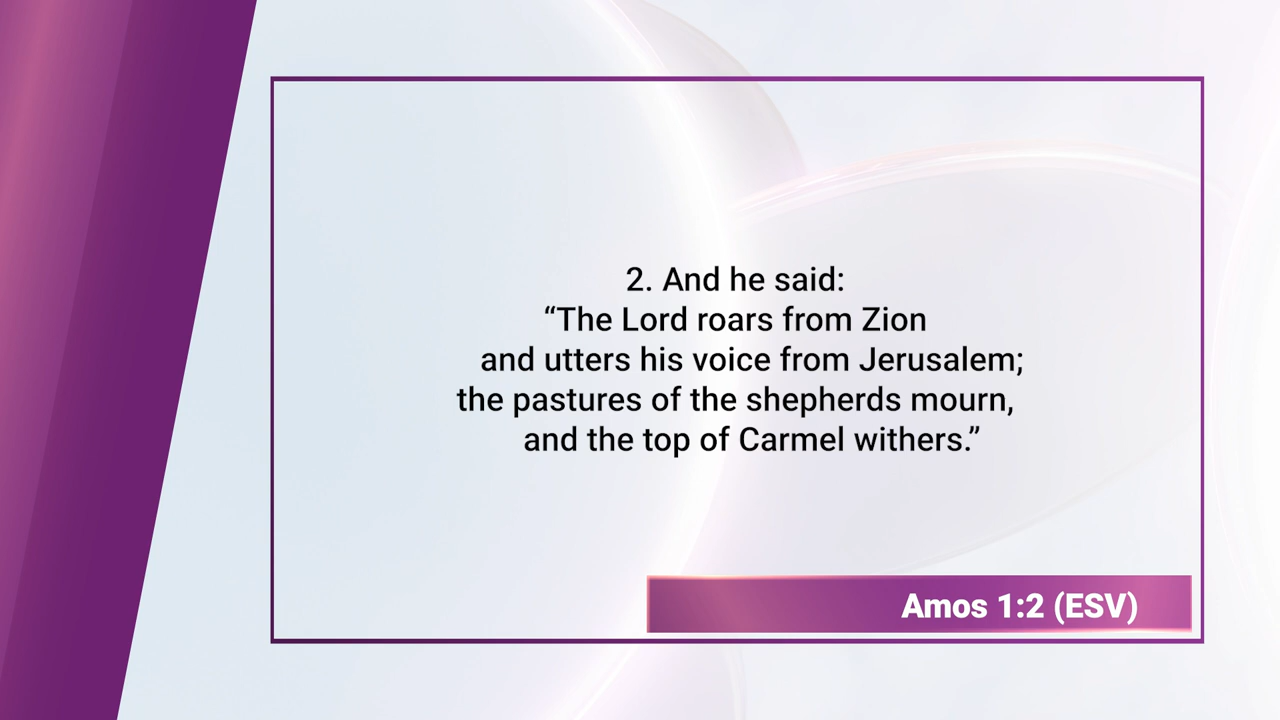 2. And he said:
“The Lord roars from Zion
and utters his voice from Jerusalem;
the pastures of the shepherds mourn,
and the top of Carmel withers.”
Amos 1:2 (ESV)